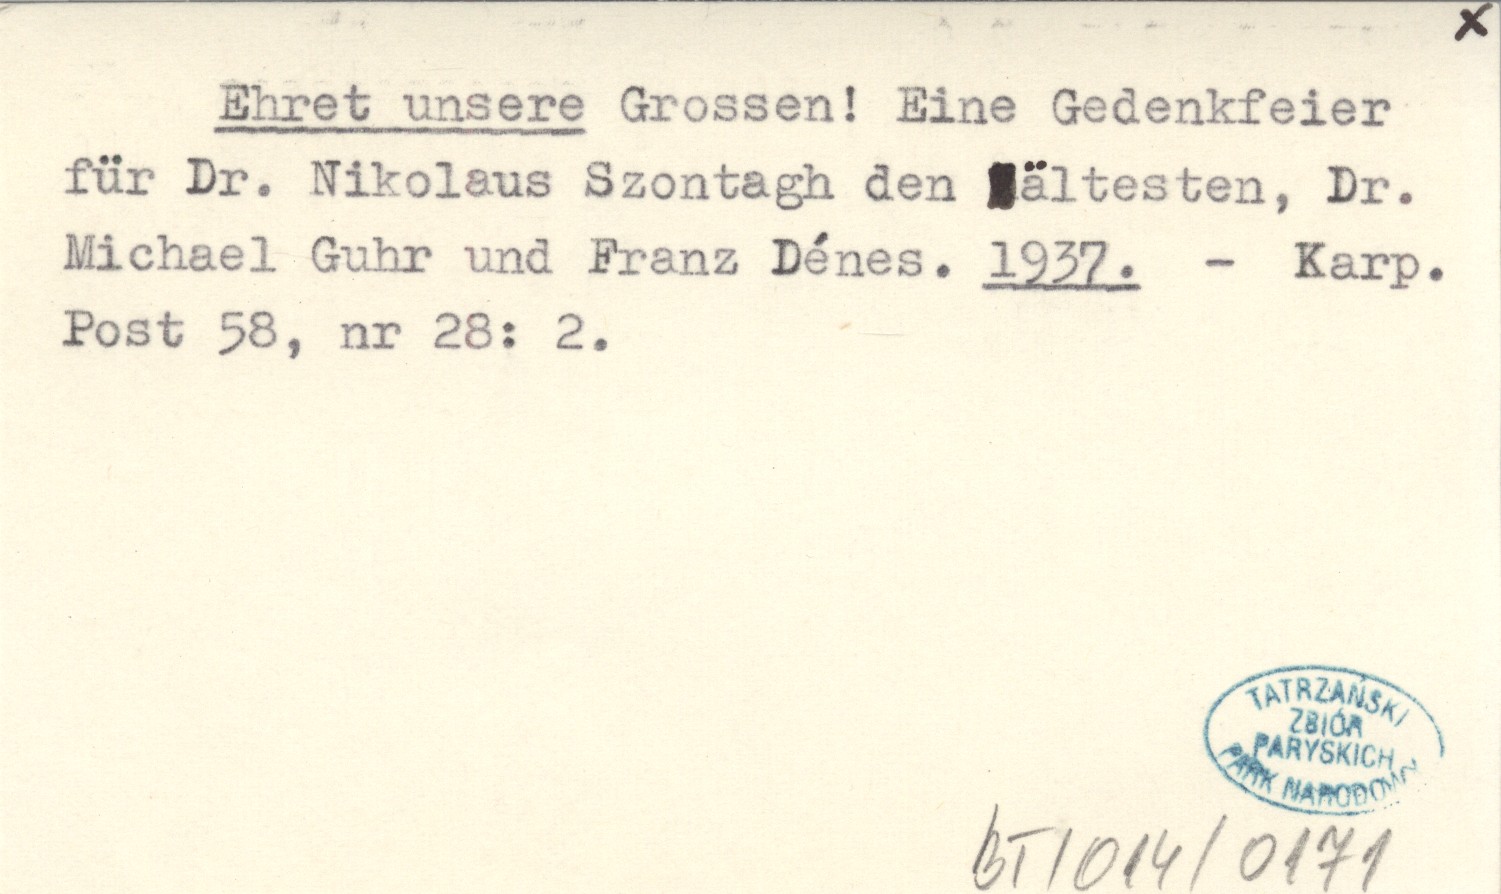 x
Ehret unsere Grossen! Eine Gedenkfeier
für Dr. Nikolaus Szontagh den ältesten, Dr.
Michael Guhr und Franz Dénes. 1937. - Karp.
Post 58, nr 28: 2.
TATRZAŃSKI
ZBIÓR
PARYSKICH
PARK NARODOWY
BT/014/0171